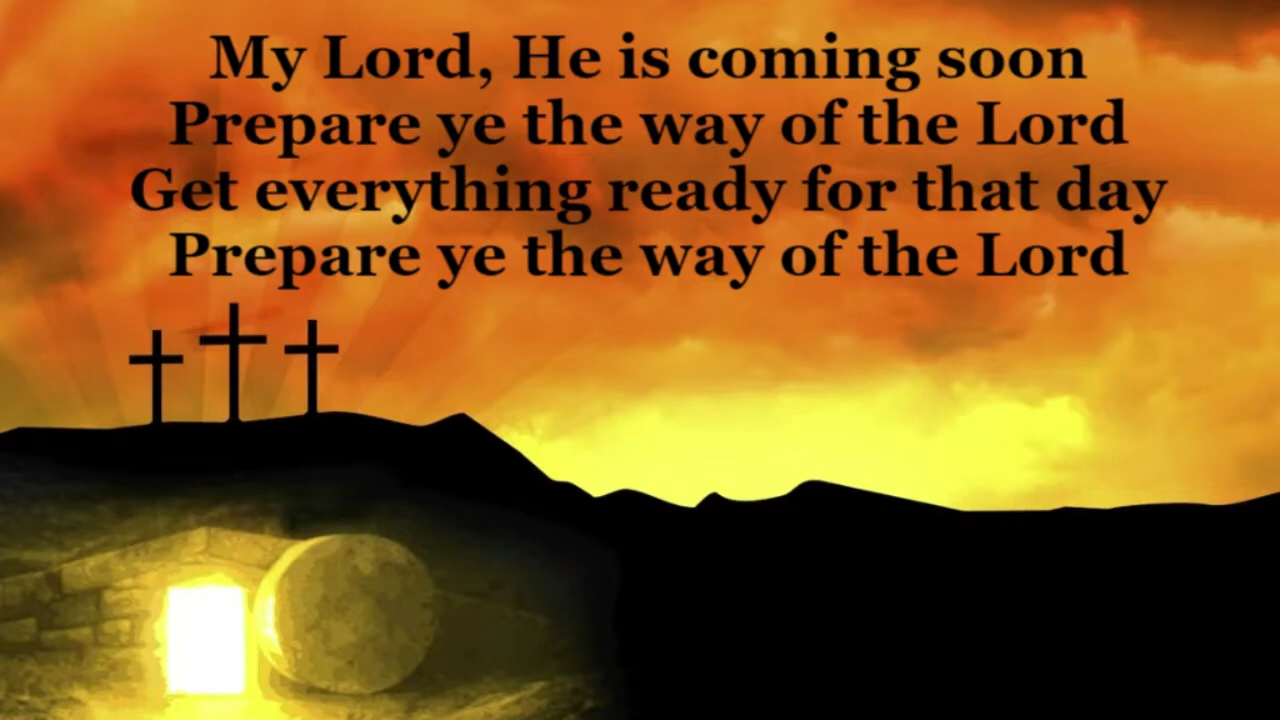 My Lord, He is coming soon
Prepare ye the way of the Lord
Get everything ready for that day
Prepare ye the way of the Lord